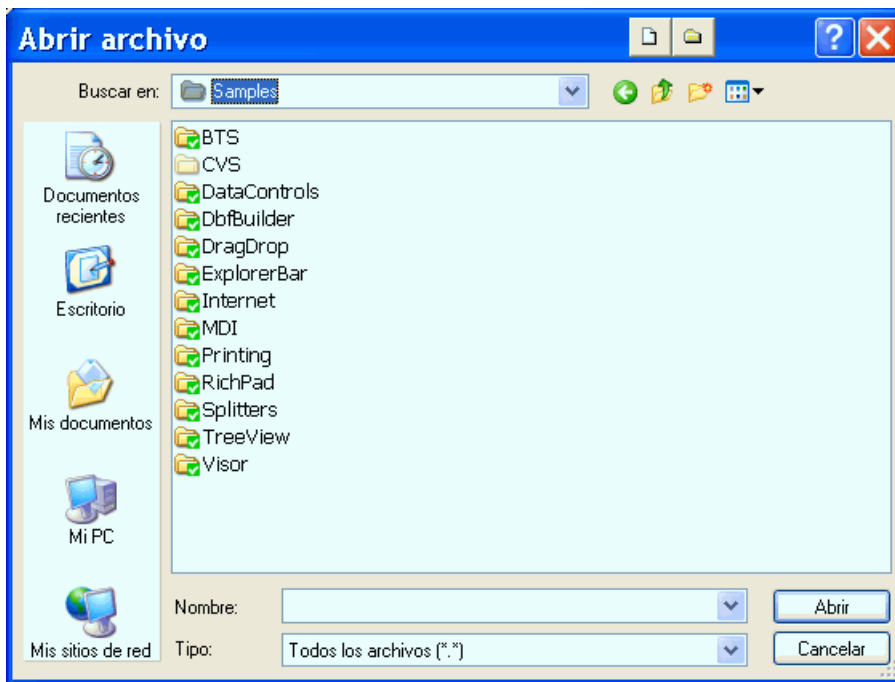 Abrir archivo
Buscar en: Samples
Documentos
recientes
Escritorio
Mis documentos
Mi PC
Mis sitios de red
BTS
CVS
DataControls
DbfBuilder
DragDrop
ExplorerBar
Internet
MDI
Printing
RichPad
Splitters
TreeView
Visor
Nombre:
Abrir
Tipo: Todos los archivos (*.*)
Cancelar